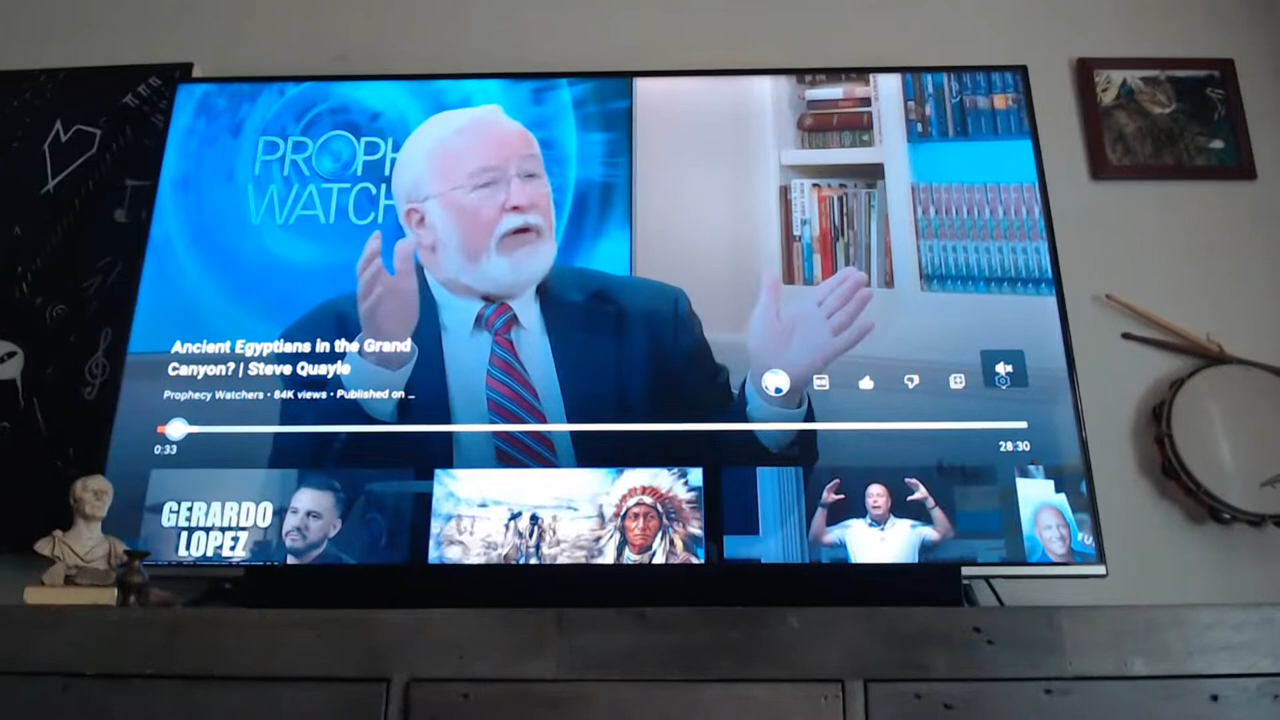 PROPH
WATCH
Ancient Egyptians in the Grand
Canyon? | Steve Quayle
Prophecy Watchers • 84K views • Published on ...
0:33
28:30
GERARDO
LOPEZ
FU